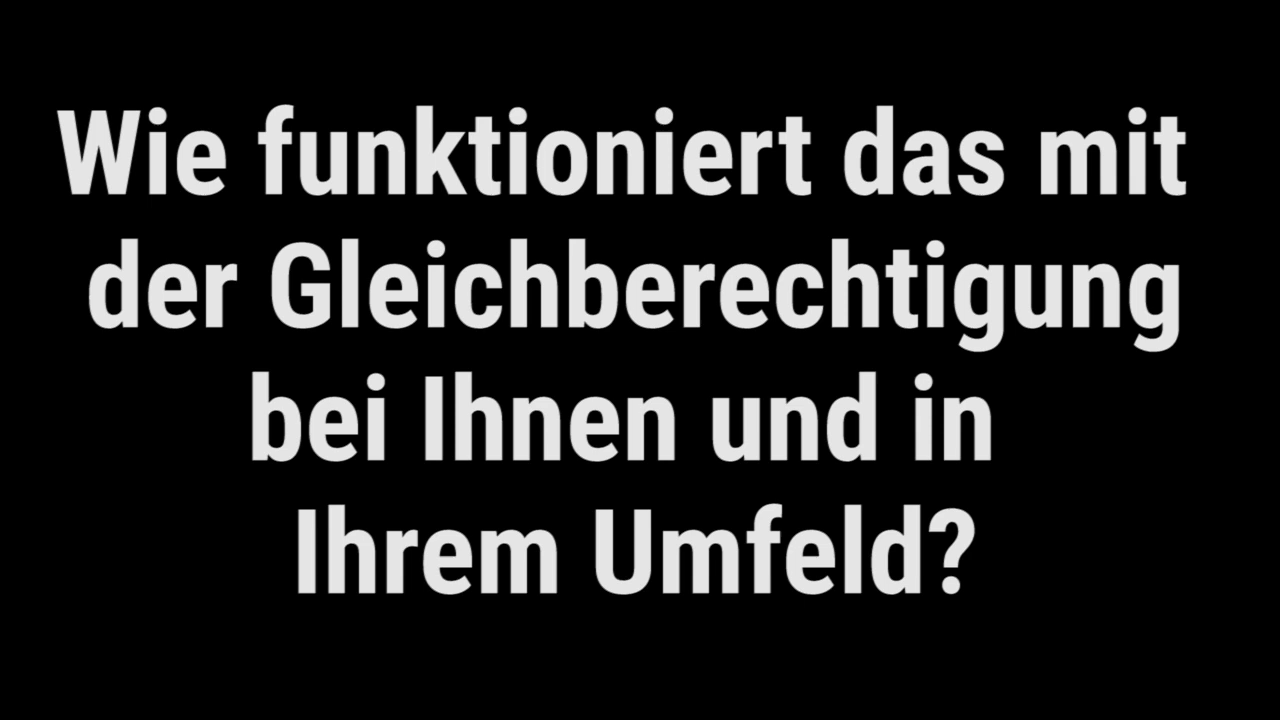 Wie funktioniert das mit
der Gleichberechtigung
bei Ihnen und in
Ihrem Umfeld?